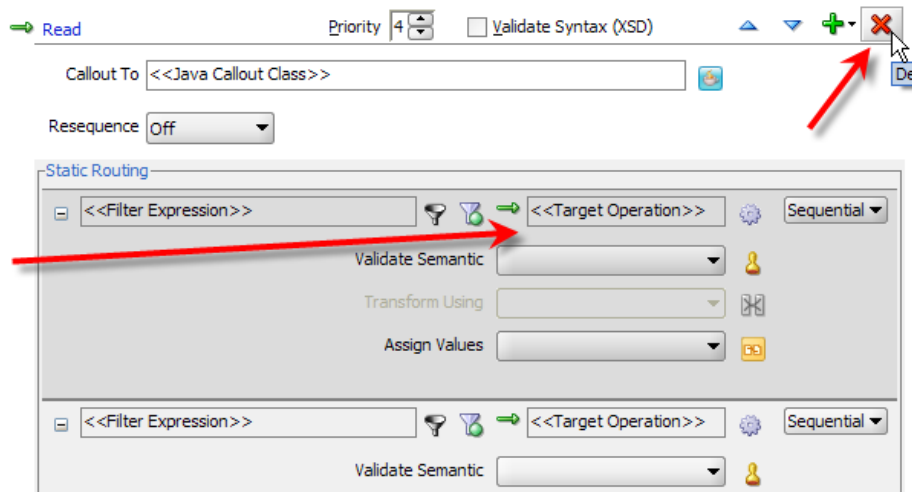 Read Priority 4 Validate Syntax (XSD)
De
Callout To <<Java Callout Class>>
Resequence Off
Static Routing
<<Filter Expression>> <<Target Operation>> Sequential
Validate Semantic
Transform Using
Assign Values
<<Filter Expression>> <<Target Operation>> Sequential
Validate Semantic